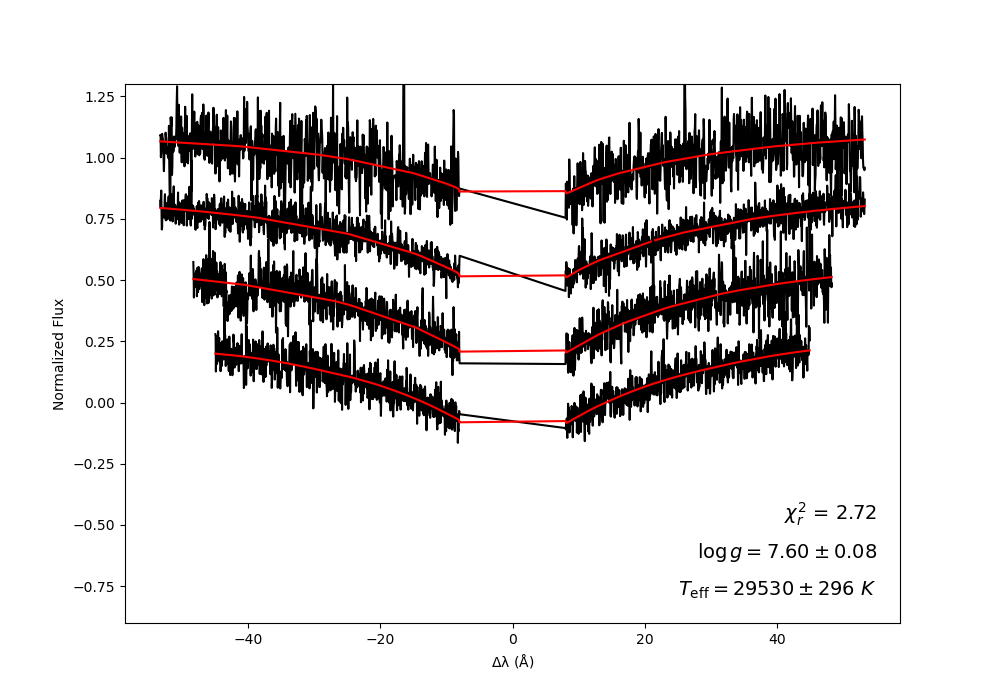 1.25
1.00
0.75
0.50
0.25
0.00
−0.25
−0.50
−0.75
Normalized Flux
χ²ᵣ = 2.72
log g = 7.60 ± 0.08
T_eff = 29530 ± 296 K
−40 −20 0 20 40
Δλ (Å)